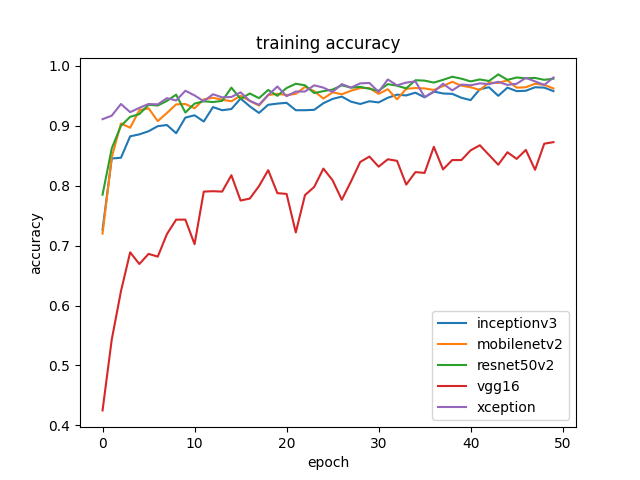 training accuracy
1.0
0.9
0.8
0.7
0.6
0.5
0.4
accuracy
0
10
20
30
40
50
epoch
inceptionv3
mobilenetv2
resnet50v2
vgg16
xception